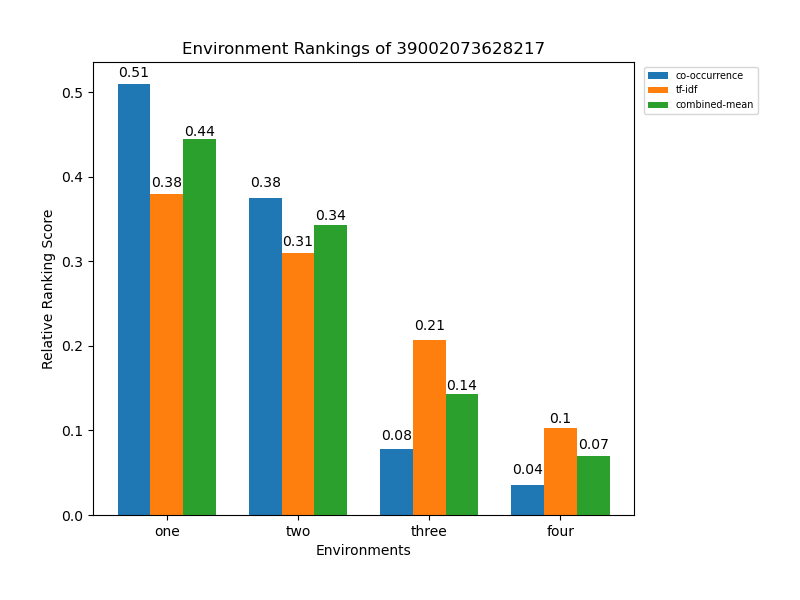 Environment Rankings of 39002073628217
co-occurrence
tf-idf
combined-mean
Relative Ranking Score
0.5
0.4
0.3
0.2
0.1
0.0
0.51
0.38
0.44
0.38
0.31
0.34
0.08
0.21
0.14
0.04
0.1
0.07
one two three four
Environments